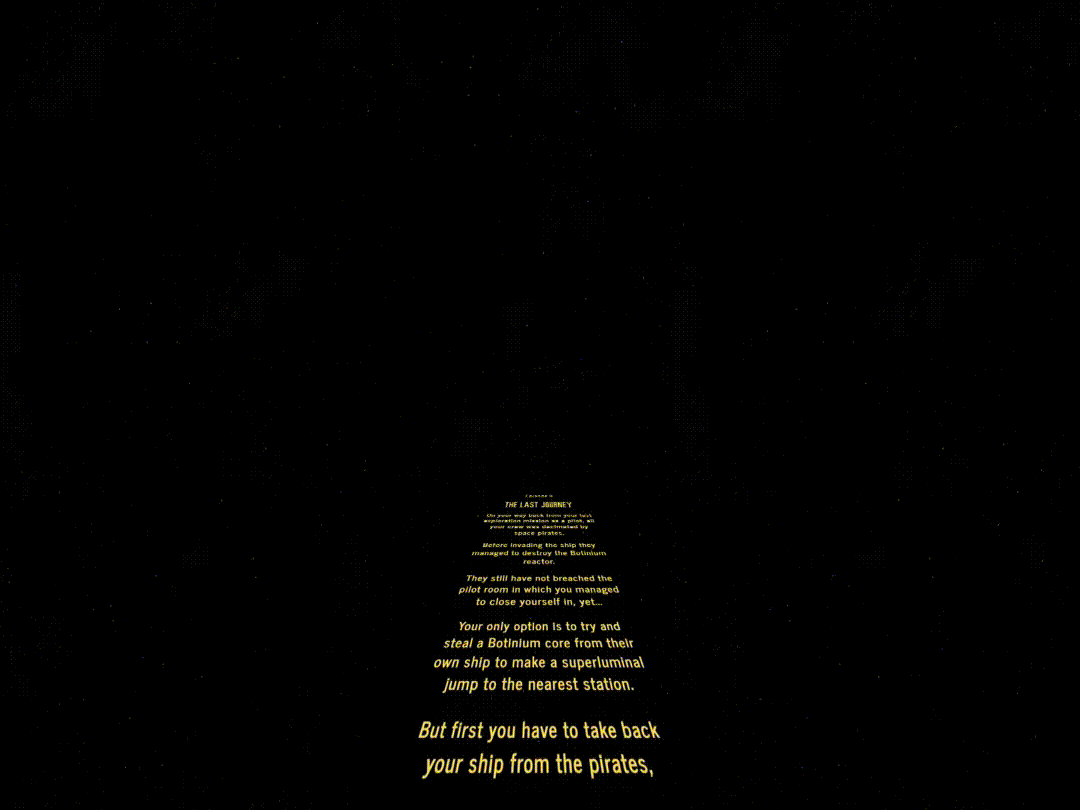 THE LAST JOURNEY
On your way back from your last
exploration mission as a pilot, all
your crew was decimated by
space pirates.
Before invading the ship they
managed to destroy the Botinium
reactor.
They still have not breached the
pilot room in which you managed
to close yourself in, yet...
Your only option is to try and
steal a Botinium core from their
own ship to make a superluminal
jump to the nearest station.
But first you have to take back
your ship from the pirates,